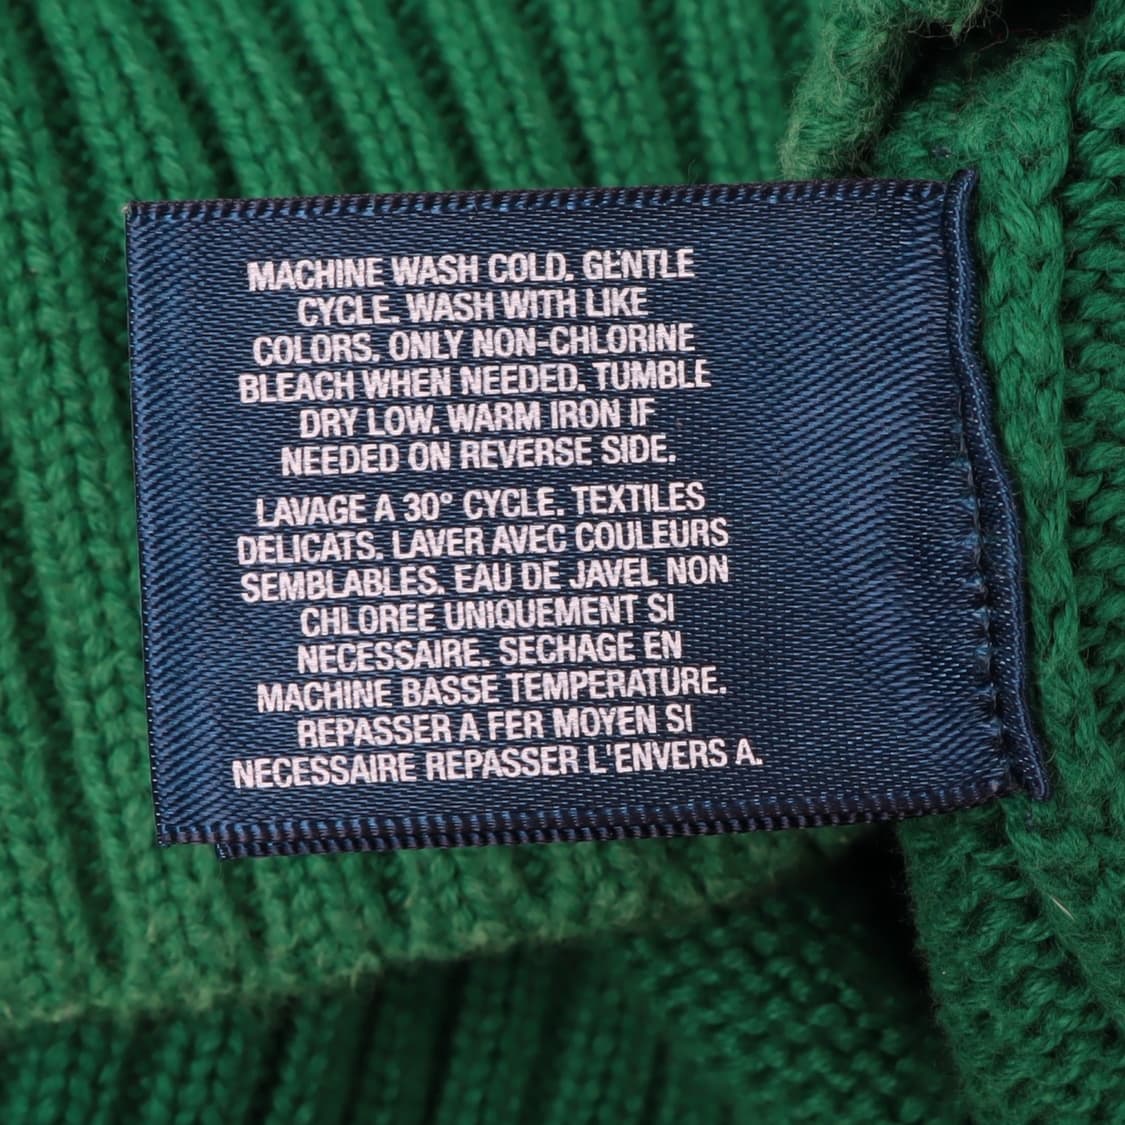 MACHINE WASH COLD. GENTLE
CYCLE. WASH WITH LIKE
COLORS. ONLY NON-CHLORINE
BLEACH WHEN NEEDED. TUMBLE
DRY LOW. WARM IRON IF
NEEDED ON REVERSE SIDE.
LAVAGE A 30° CYCLE. TEXTILES
DELICATS. LAVER AVEC COULEURS
SEMBLABLES. EAU DE JAVEL NON
CHLOREE UNIQUEMENT SI
NECESSAIRE. SECHAGE EN
MACHINE BASSE TEMPERATURE.
REPASSER A FER MOYEN SI
NECESSAIRE REPASSER L'ENVERS A.